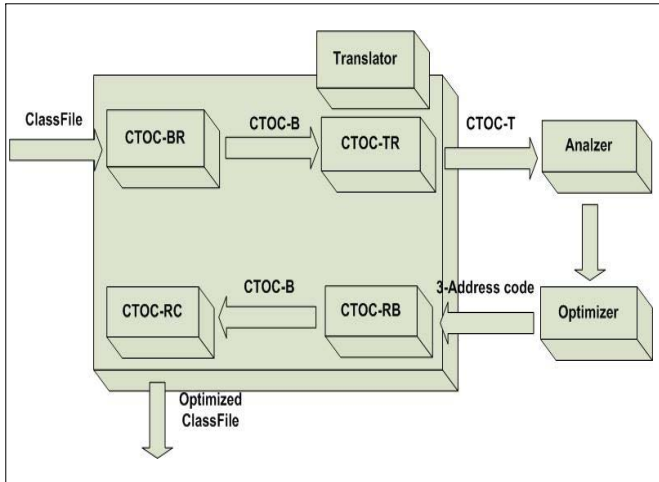 Translator
ClassFile
CTOC-BR
CTOC-B
CTOC-TR
CTOC-T
Analzer
CTOC-RC
CTOC-B
CTOC-RB
3-Address code
Optimizer
Optimized
ClassFile